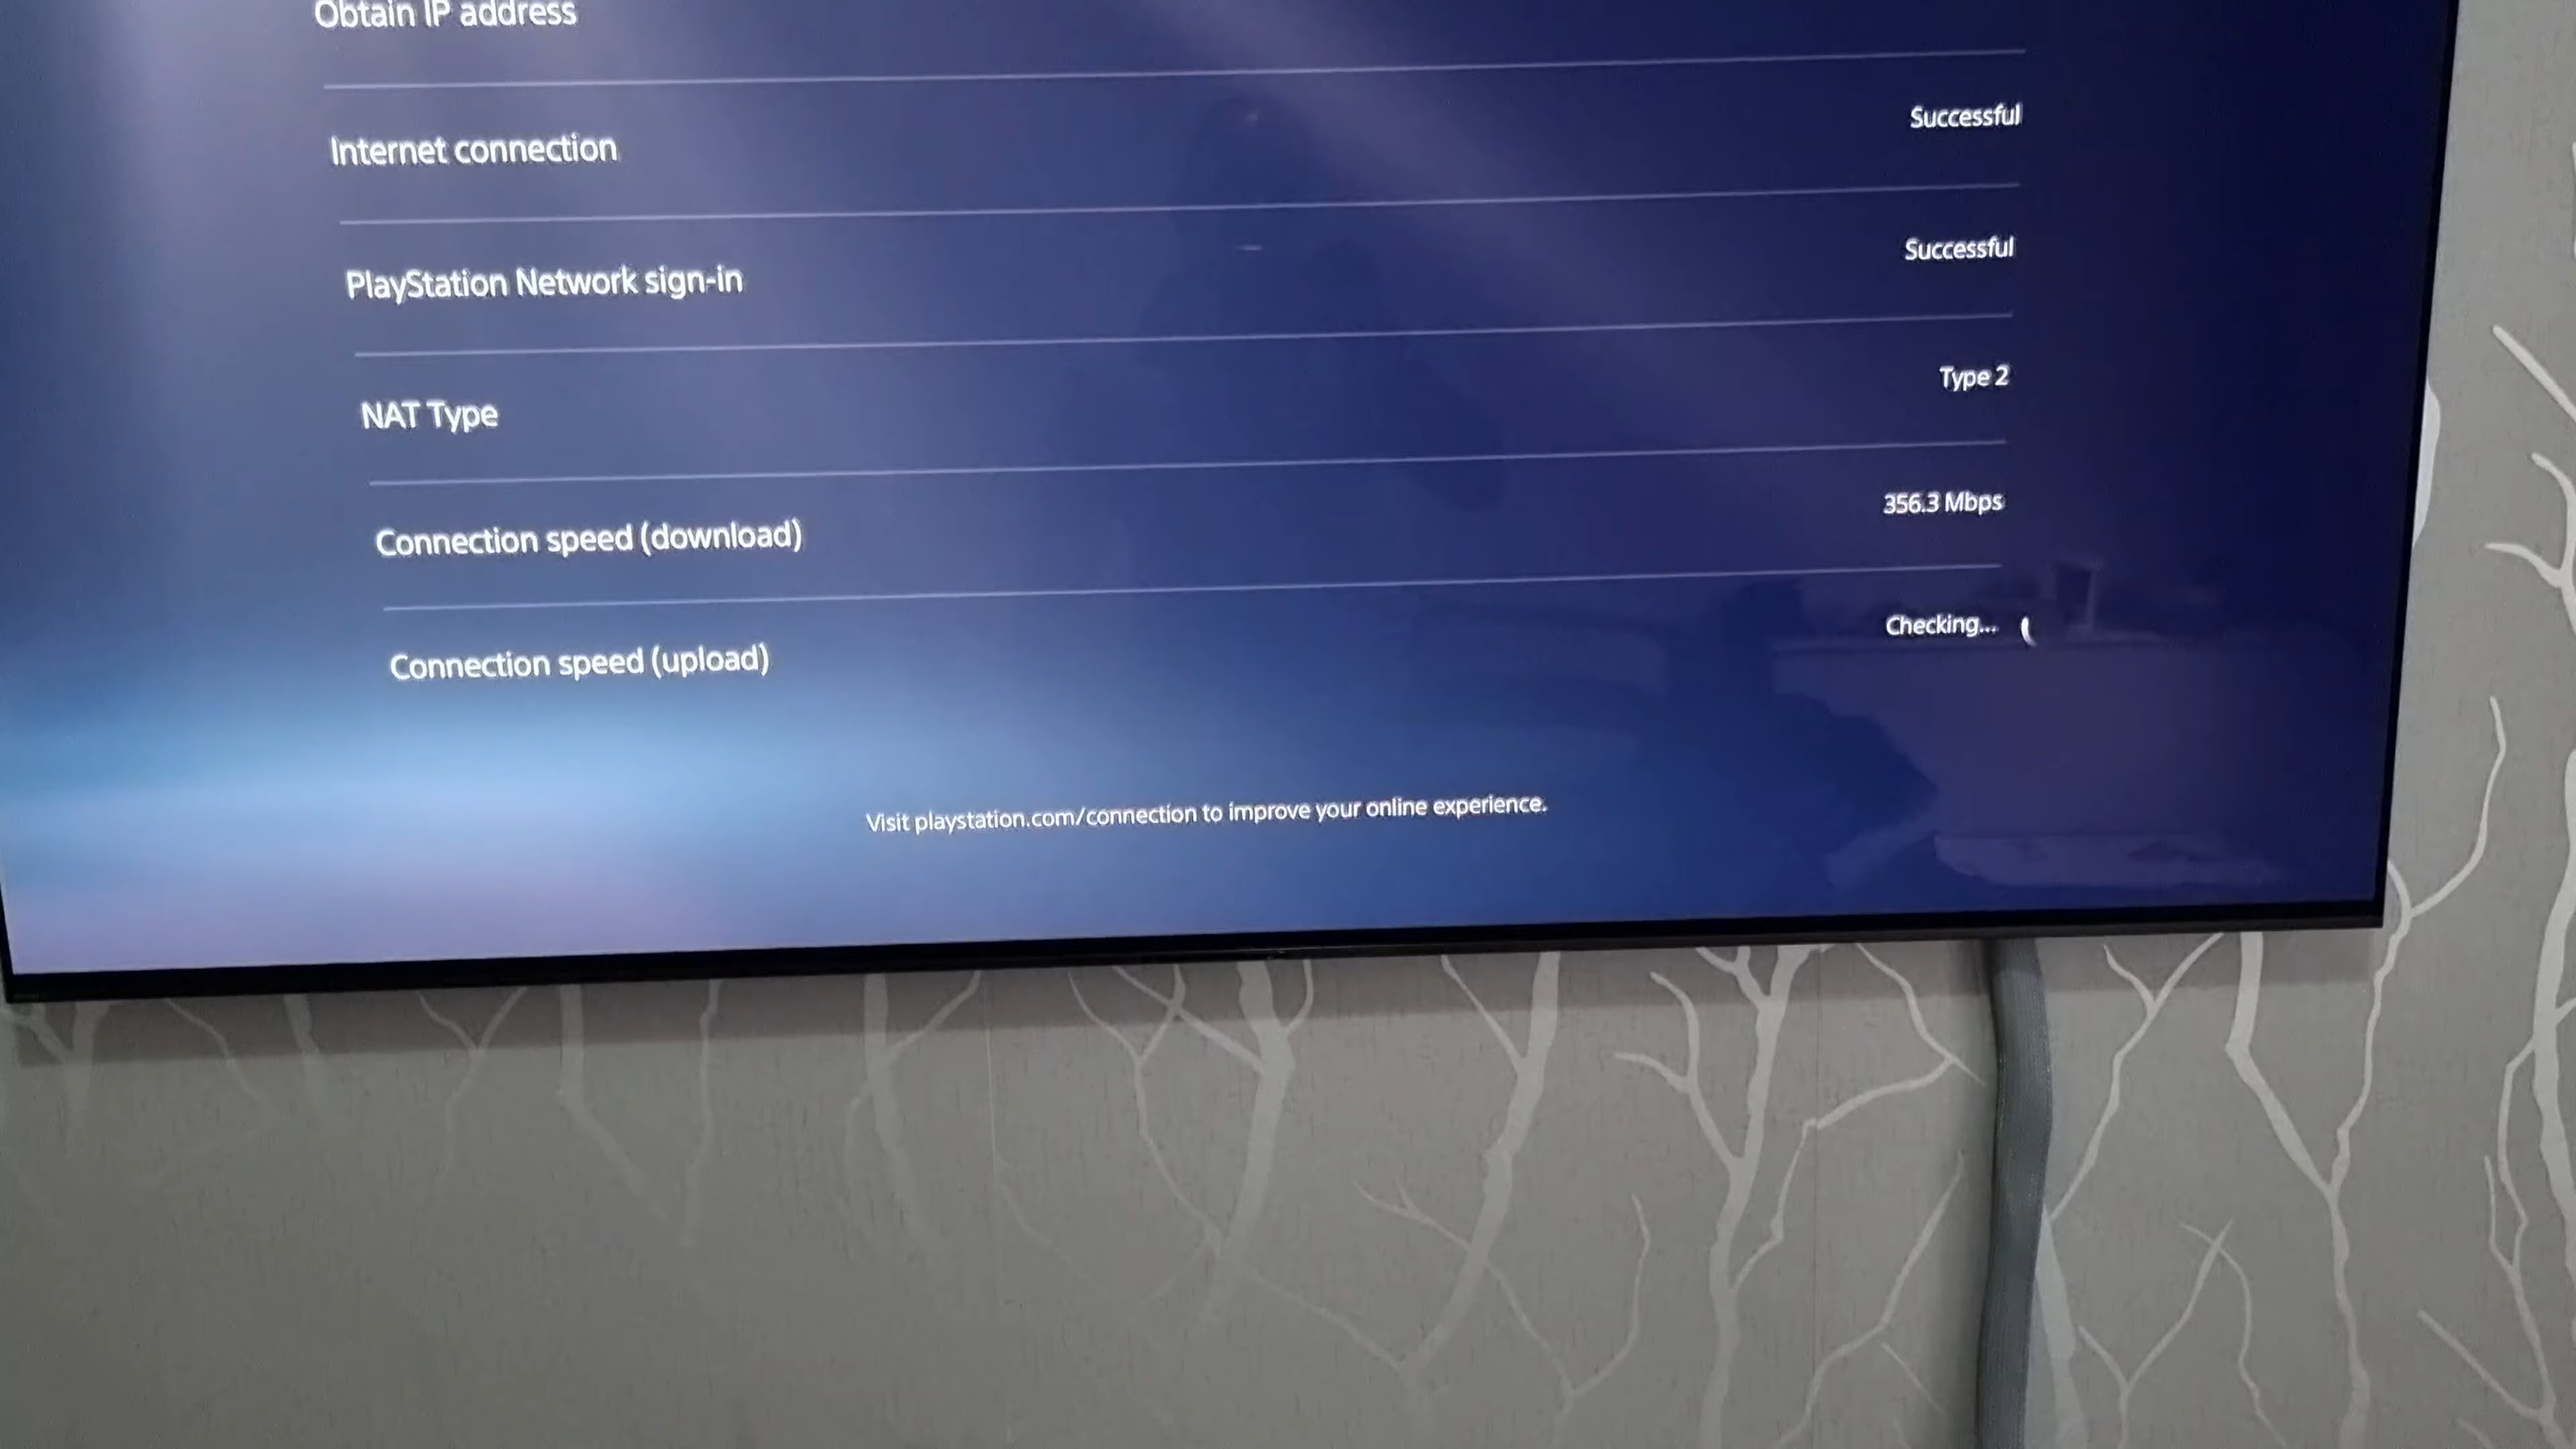 Obtain IP address
Internet connection
Successful
PlayStation Network sign-in
Successful
NAT Type
Type 2
Connection speed (download)
356.3 Mbps
Connection speed (upload)
Checking...
Visit playstation.com/connection to improve your online experience.